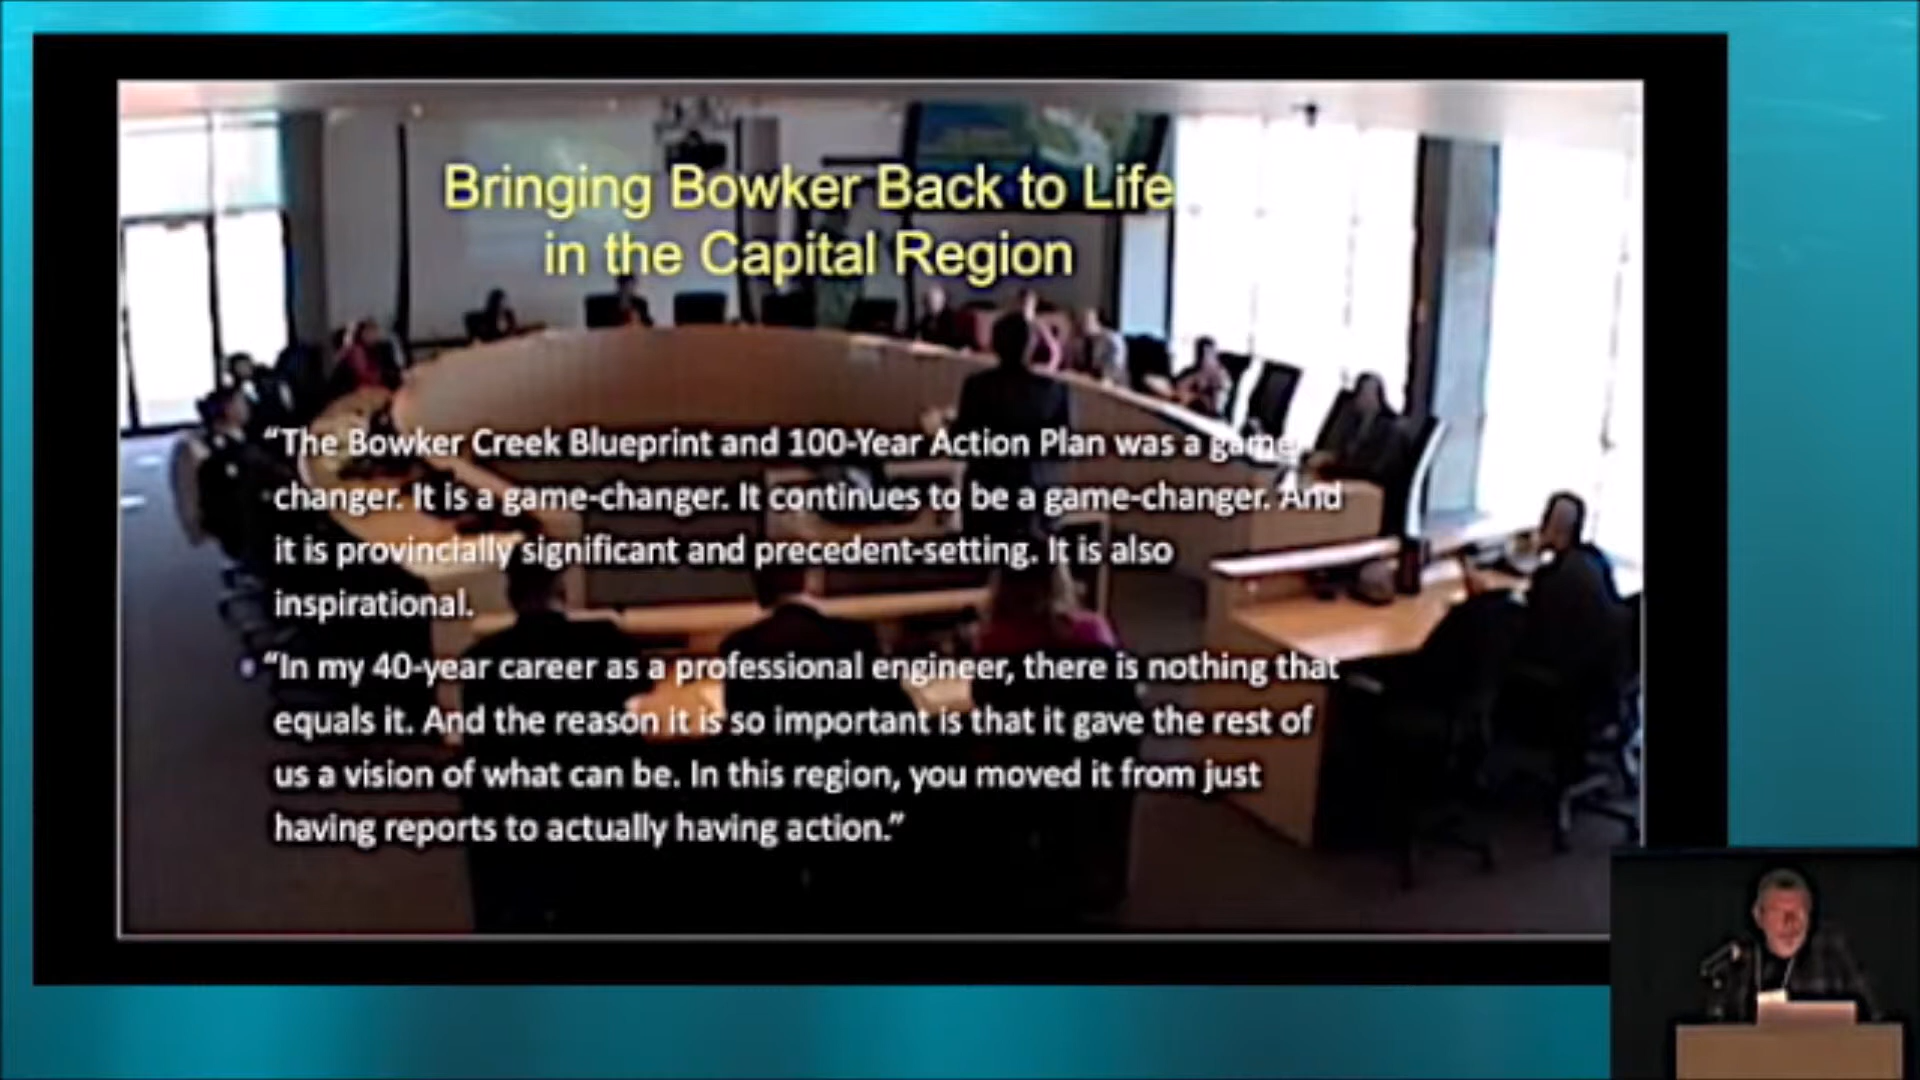 Bringing Bowker Back to Life
in the Capital Region
“The Bowker Creek Blueprint and 100-Year Action Plan was a game-
changer. It is a game-changer. It continues to be a game-changer. And
it is provincially significant and precedent-setting. It is also
inspirational.
• “In my 40-year career as a professional engineer, there is nothing that
equals it. And the reason it is so important is that it gave the rest of
us a vision of what can be. In this region, you moved it from just
having reports to actually having action.”